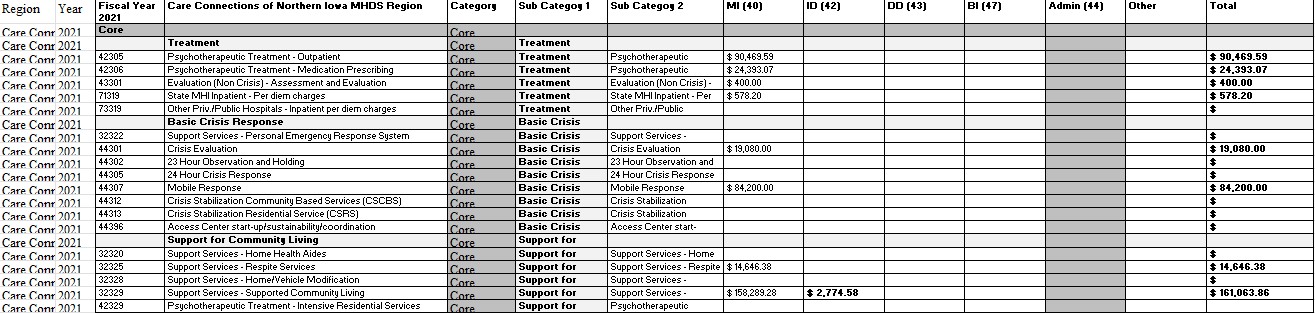 Region Year Fiscal Year 2021 Care Connections of Northern Iowa MHDS Region Category Sub Category 1 Sub Category 2 MI (40) ID (42) DD (43) BI (47) Admin (44) Other Total
Care Conr 2021 Core Core
Care Conr 2021 Treatment Core Treatment
Care Conr 2021 42305 Psychotherapeutic Treatment - Outpatient Core Treatment Psychotherapeutic $ 90,469.59 $ 90,469.59
Care Conr 2021 42306 Psychotherapeutic Treatment - Medication Prescribing Core Treatment Psychotherapeutic $ 24,393.07 $ 24,393.07
Care Conr 2021 43301 Evaluation (Non Crisis) - Assessment and Evaluation Core Treatment Evaluation (Non Crisis) - $ 400.00 $ 400.00
Care Conr 2021 71319 State MHI Inpatient - Per diem charges Core Treatment State MHI Inpatient - Per $ 578.20 $ 578.20
Care Conr 2021 73319 Other Priv./Public Hospitals - Inpatient per diem charges Core Treatment Other Priv./Public $
Care Conr 2021 Basic Crisis Response Core Basic Crisis
Care Conr 2021 32322 Support Services - Personal Emergency Response System Core Basic Crisis Support Services - $
Care Conr 2021 44301 Crisis Evaluation Core Basic Crisis Crisis Evaluation $ 19,080.00 $ 19,080.00
Care Conr 2021 44302 23 Hour Observation and Holding Core Basic Crisis 23 Hour Observation and $
Care Conr 2021 44305 24 Hour Crisis Response Core Basic Crisis 24 Hour Crisis Response $
Care Conr 2021 44307 Mobile Response Core Basic Crisis Mobile Response $ 84,200.00 $ 84,200.00
Care Conr 2021 44312 Crisis Stabilization Community Based Services (CSCBS) Core Basic Crisis Crisis Stabilization $
Care Conr 2021 44313 Crisis Stabilization Residential Service (CSRS) Core Basic Crisis Crisis Stabilization $
Care Conr 2021 44396 Access Center start-up/sustainability/coordination Core Basic Crisis Access Center start- $
Care Conr 2021 Support for Community Living Core Support for
Care Conr 2021 32320 Support Services - Home Health Aides Core Support for Support Services - Home $
Care Conr 2021 32325 Support Services - Respite Services Core Support for Support Services - Respite $ 14,646.38 $ 14,646.38
Care Conr 2021 32328 Support Services - Home/Vehicle Modification Core Support for Support Services - $
Care Conr 2021 32329 Support Services - Supported Community Living Core Support for Support Services - $ 158,289.28 $ 2,774.58 $ 161,063.86
Care Conr 2021 42329 Psychotherapeutic Treatment - Intensive Residential Services Core Support for Psychotherapeutic